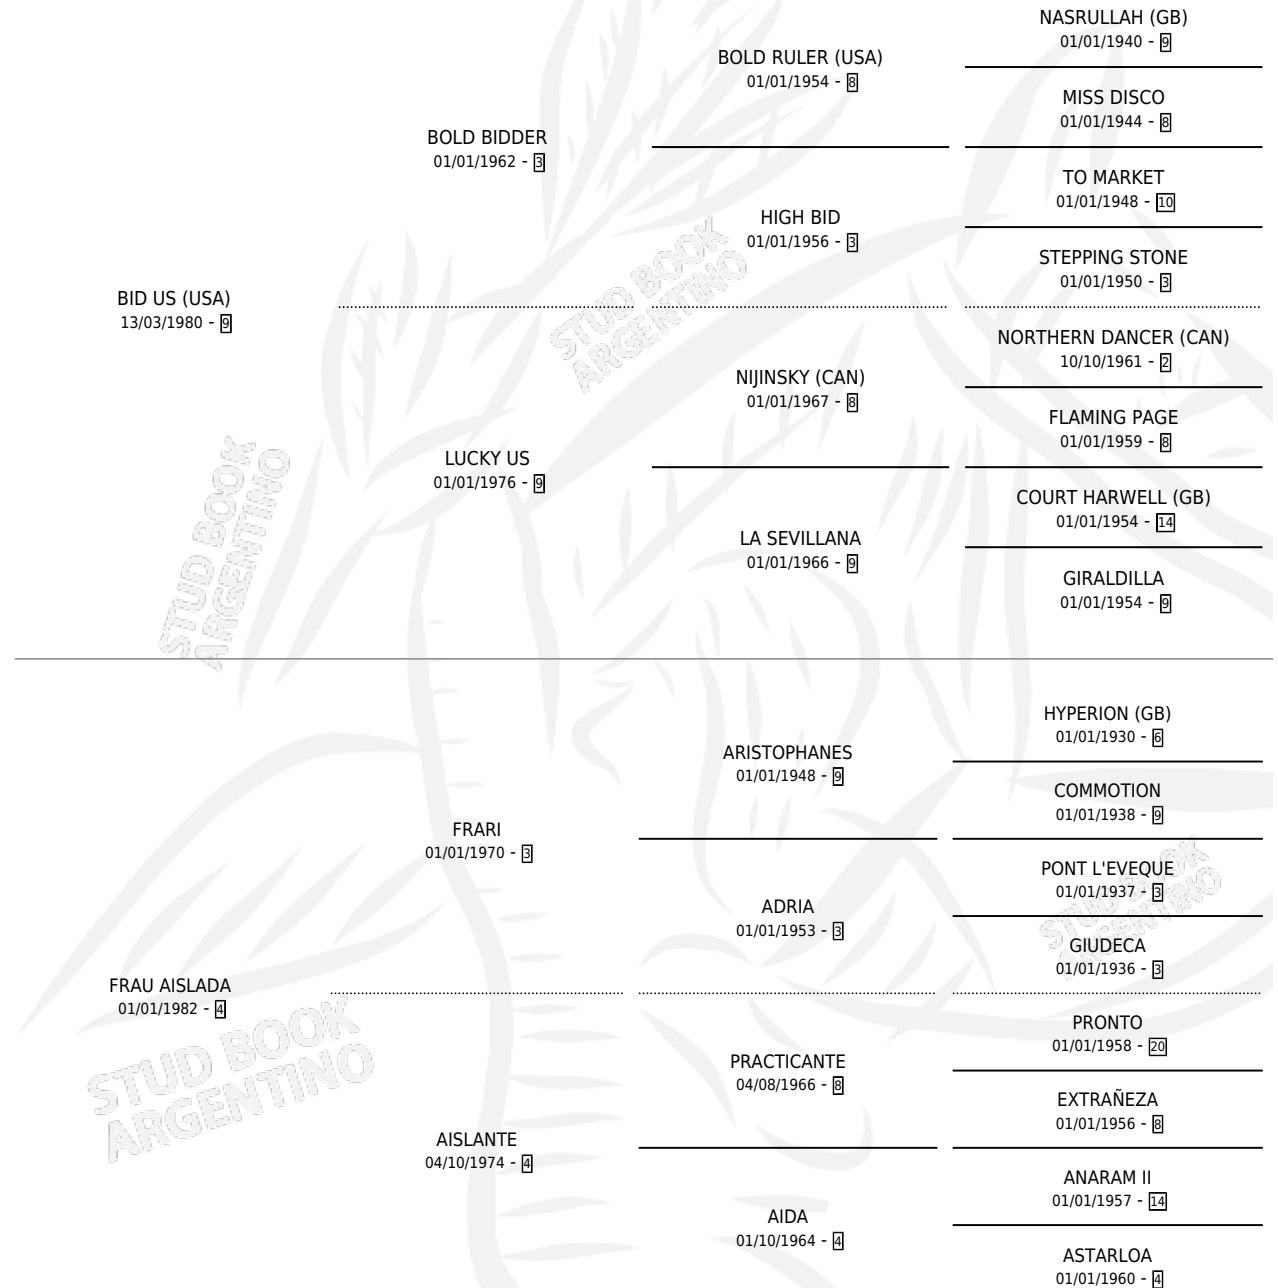 NASRULLAH (GB)
01/01/1940 - 9
BOLD RULER (USA)
01/01/1954 - 8
MISS DISCO
01/01/1944 - 8
BOLD BIDDER
01/01/1962 - 3
TO MARKET
01/01/1948 - 10
HIGH BID
01/01/1956 - 3
STEPPING STONE
01/01/1950 - 3
BID US (USA)
13/03/1980 - 9
NORTHERN DANCER (CAN)
10/10/1961 - 2
NIJINSKY (CAN)
01/01/1967 - 8
FLAMING PAGE
01/01/1959 - 8
LUCKY US
01/01/1976 - 9
COURT HARWELL (GB)
01/01/1954 - 14
LA SEVILLANA
01/01/1966 - 9
GIRALDILLA
01/01/1954 - 9
HYPERION (GB)
01/01/1930 - 6
ARISTOPHANES
01/01/1948 - 9
COMMOTION
01/01/1938 - 9
FRARI
01/01/1970 - 3
PONT L'EVEQUE
01/01/1937 - 3
ADRIA
01/01/1953 - 3
GIUDECA
01/01/1936 - 3
FRAU AISLADA
01/01/1982 - 4
PRONTO
01/01/1958 - 20
PRACTICANTE
04/08/1966 - 8
EXTRAÑEZA
01/01/1956 - 8
AISLANTE
04/10/1974 - 4
ANARAM II
01/01/1957 - 14
AIDA
01/10/1964 - 4
ASTARLOA
01/01/1960 - 4
STUD BOOK
ARGENTINO
STUD BOOK
ARGENTINO
STUD BOOK
ARGENTINO
STUD BOOK
ARGENTINO